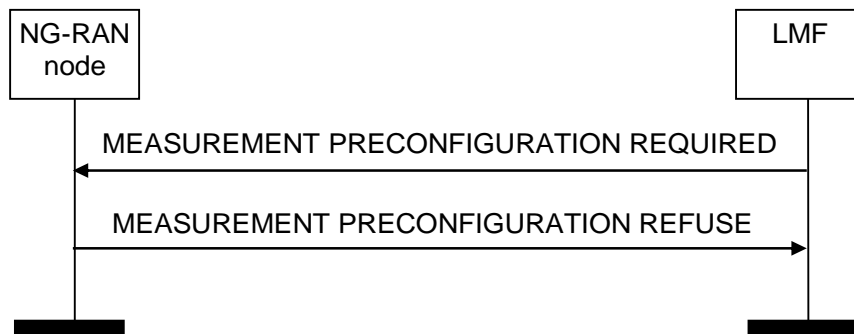 NG-RAN
node
LMF
MEASUREMENT PRECONFIGURATION REQUIRED
MEASUREMENT PRECONFIGURATION REFUSE